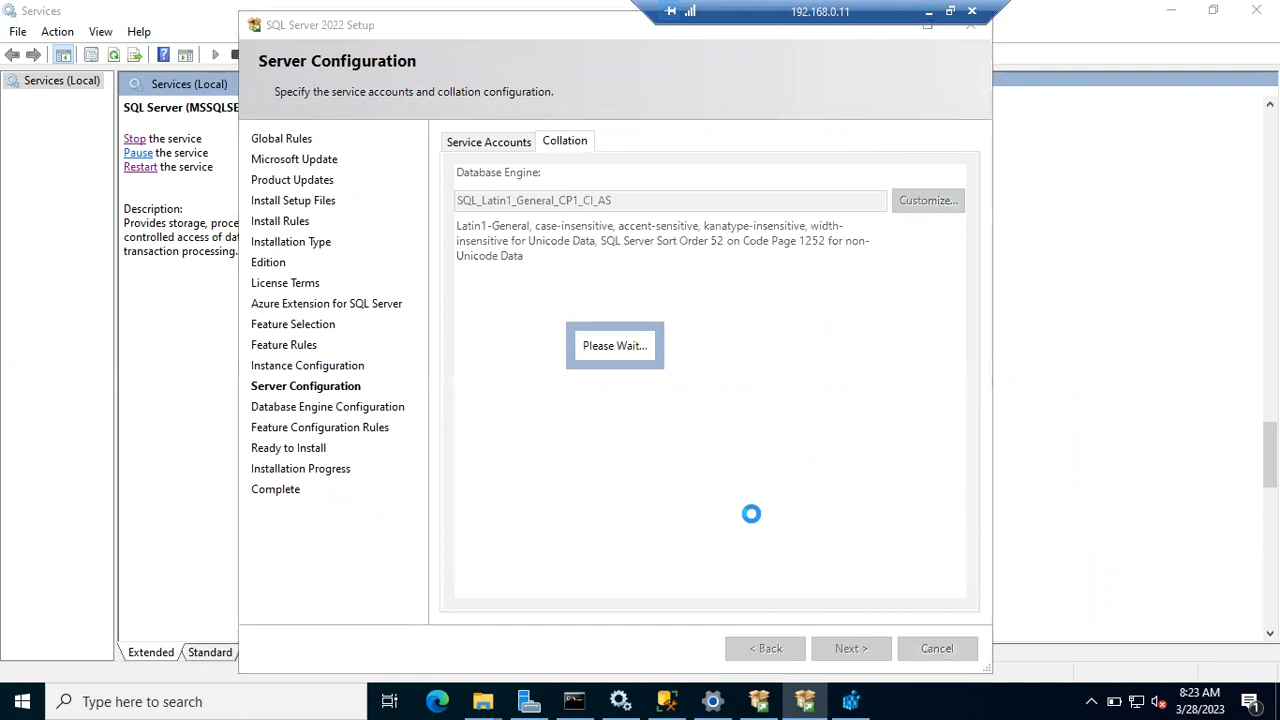 Services
192.168.0.11
SQL Server 2022 Setup
File Action View Help
Server Configuration
Specify the service accounts and collation configuration.
Services (Local)
Services (Local)
SQL Server (MSSQLSE
Stop the service
Pause the service
Restart the service
Description:
Provides storage, proce
controlled access of dat
transaction processing.
Global Rules
Microsoft Update
Product Updates
Install Setup Files
Install Rules
Installation Type
Edition
License Terms
Azure Extension for SQL Server
Feature Selection
Feature Rules
Instance Configuration
Server Configuration
Database Engine Configuration
Feature Configuration Rules
Ready to Install
Installation Progress
Complete
Service Accounts Collation
Database Engine:
SQL_Latin1_General_CP1_CI_AS
Customize...
Latin1-General, case-insensitive, accent-sensitive, kanatype-insensitive, width-
insensitive for Unicode Data, SQL Server Sort Order 52 on Code Page 1252 for non-
Unicode Data
Please Wait...
< Back Next > Cancel
Extended Standard
Type here to search
8:23 AM
3/28/2023
1